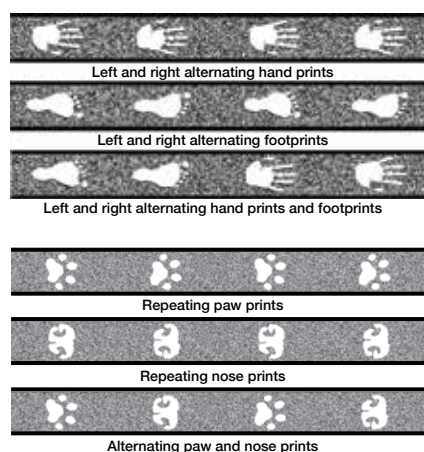 Left and right alternating hand prints
Left and right alternating footprints
Left and right alternating hand prints and footprints
Repeating paw prints
Repeating nose prints
Alternating paw and nose prints